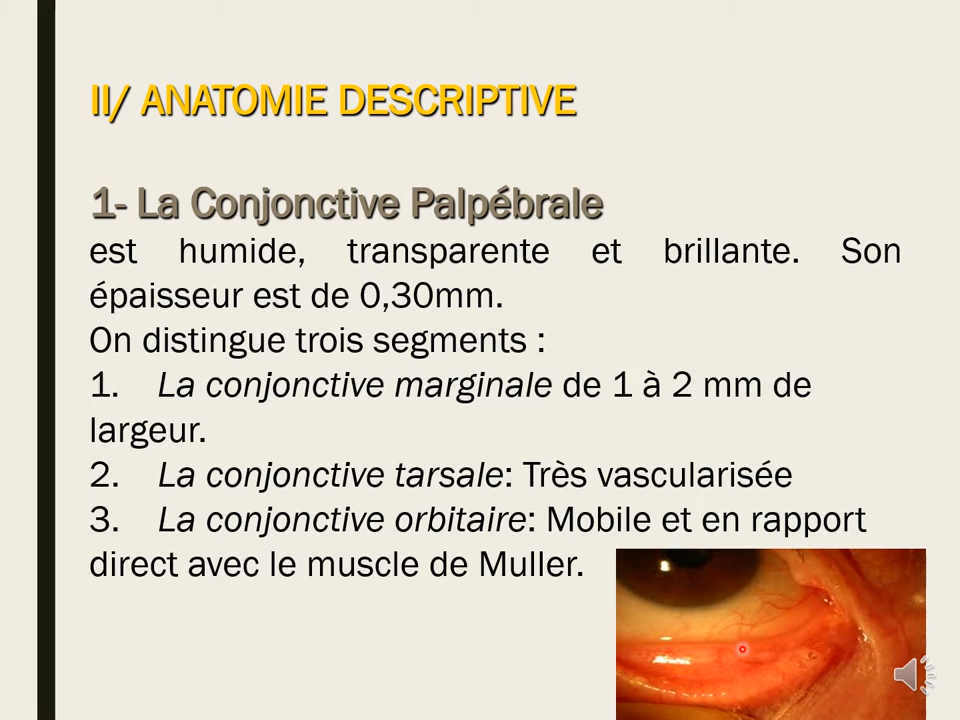 II/ ANATOMIE DESCRIPTIVE
1- La Conjonctive Palpébrale
est humide, transparente et brillante. Son
épaisseur est de 0,30mm.
On distingue trois segments :
1. La conjonctive marginale de 1 à 2 mm de
largeur.
2. La conjonctive tarsale: Très vascularisée
3. La conjonctive orbitaire: Mobile et en rapport
direct avec le muscle de Muller.